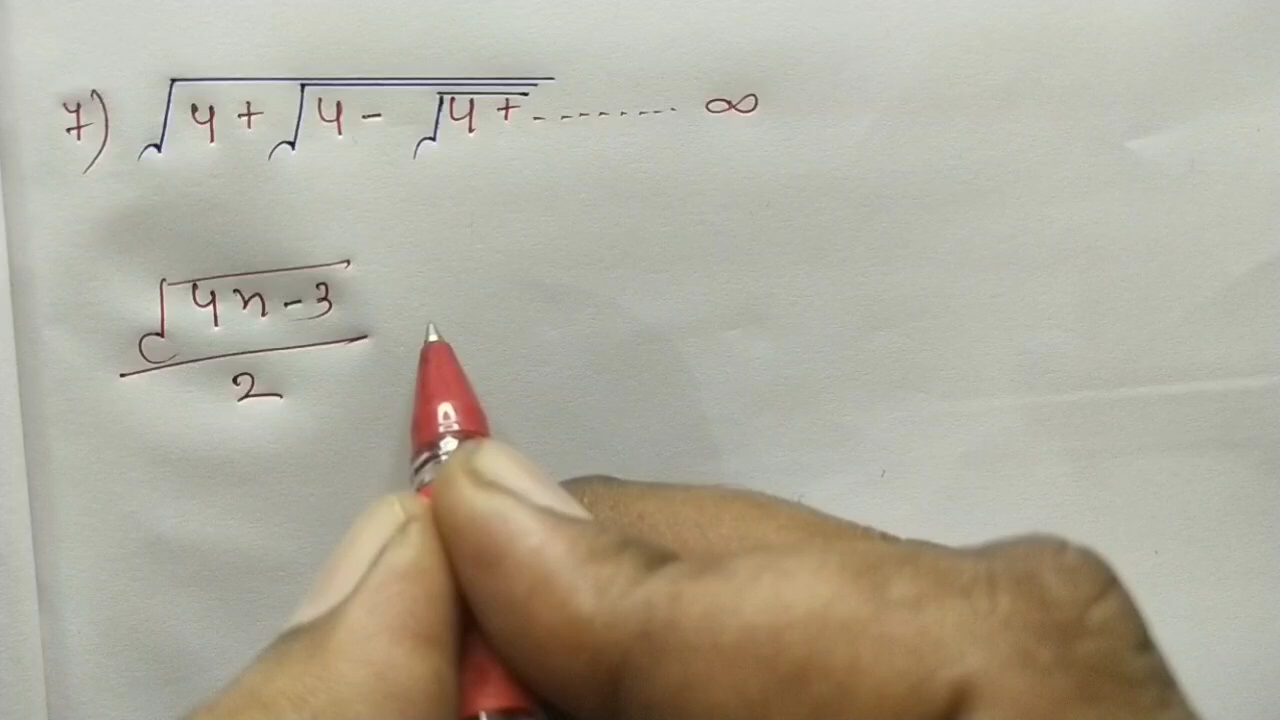 7) √4 + √4 - √4 + ........ ∞
√4n - 3
2